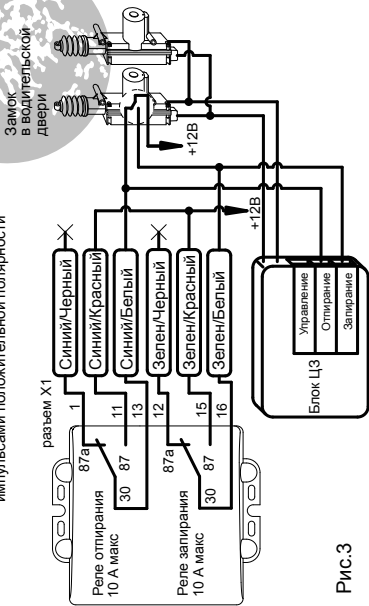 импульсами положительной полярности
Замок
в водительской
двери
разъем X1
1
11
13
12
15
16
Синий/Черный
Синий/Красный
Синий/Белый
Зелен/Черный
Зелен/Красный
Зелен/Белый
87а
87
30
Реле отпирания
10 А макс
87а
87
30
Реле запирания
10 А макс
+12В
+12В
Блок ЦЗ
Управление
Отпирание
Запирание
Рис.3